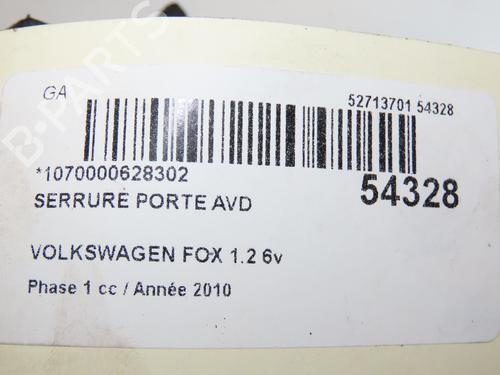 B-PARTS
GA
52713701 54328
*1070000628302
54328
SERRURE PORTE AVD
VOLKSWAGEN FOX 1.2 6v
Phase 1 cc / Année 2010